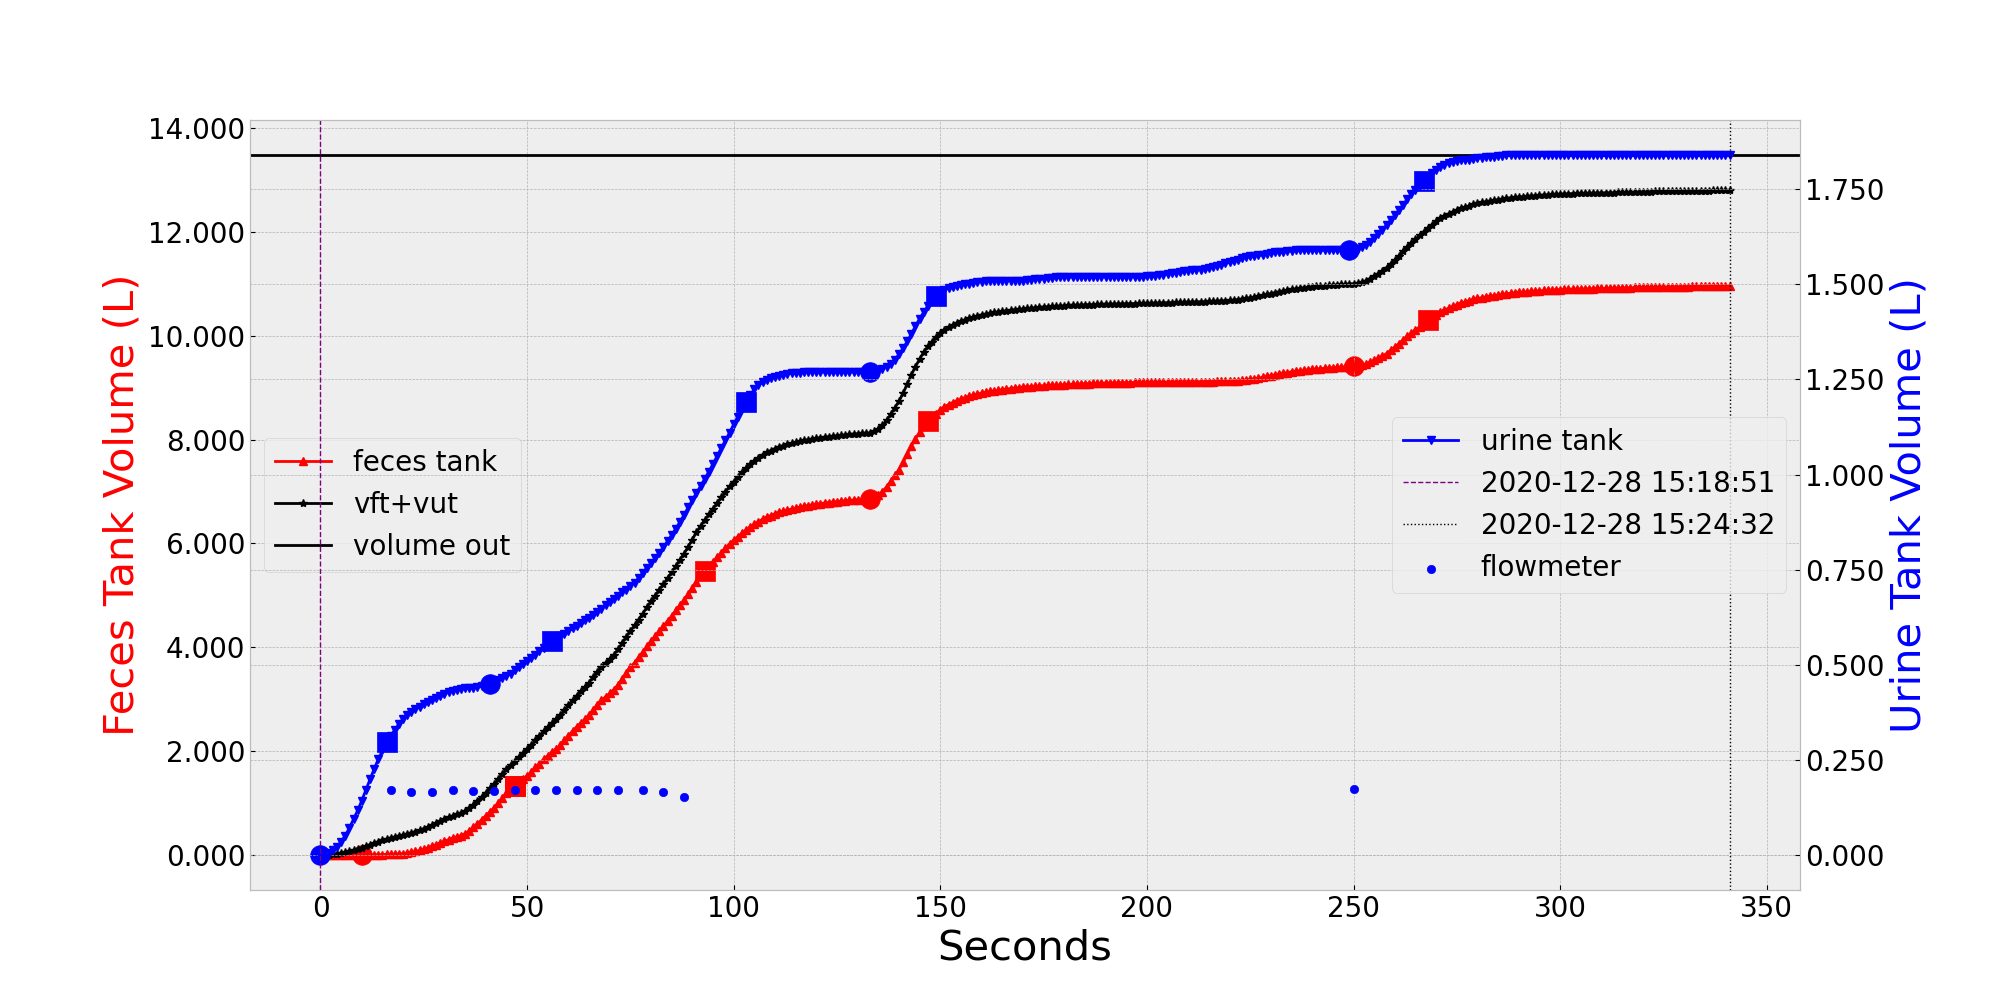 14.000
12.000
10.000
8.000
6.000
4.000
2.000
0.000
Feces Tank Volume (L)
feces tank
vft+vut
volume out
1.750
1.500
1.250
1.000
0.750
0.500
0.250
0.000
Urine Tank Volume (L)
urine tank
2020-12-28 15:18:51
2020-12-28 15:24:32
flowmeter
0 50 100 150 200 250 300 350
Seconds